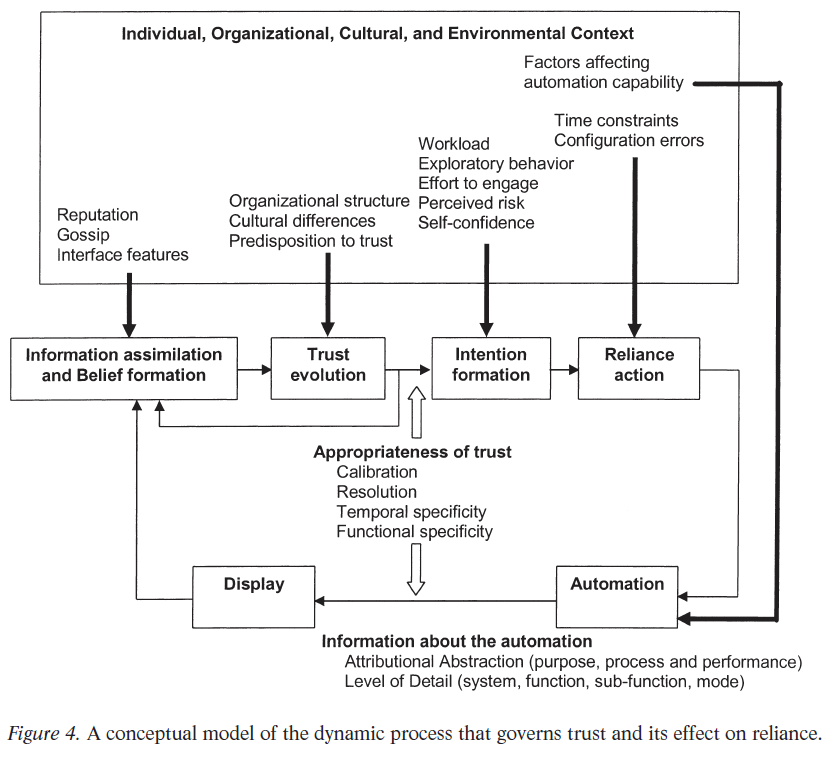 Individual, Organizational, Cultural, and Environmental Context
Factors affecting
automation capability
Time constraints
Configuration errors
Workload
Exploratory behavior
Effort to engage
Perceived risk
Self-confidence
Organizational structure
Cultural differences
Predisposition to trust
Reputation
Gossip
Interface features
Information assimilation
and Belief formation
Trust
evolution
Intention
formation
Reliance
action
Appropriateness of trust
Calibration
Resolution
Temporal specificity
Functional specificity
Display
Automation
Information about the automation
Attributional Abstraction (purpose, process and performance)
Level of Detail (system, function, sub-function, mode)
Figure 4. A conceptual model of the dynamic process that governs trust and its effect on reliance.